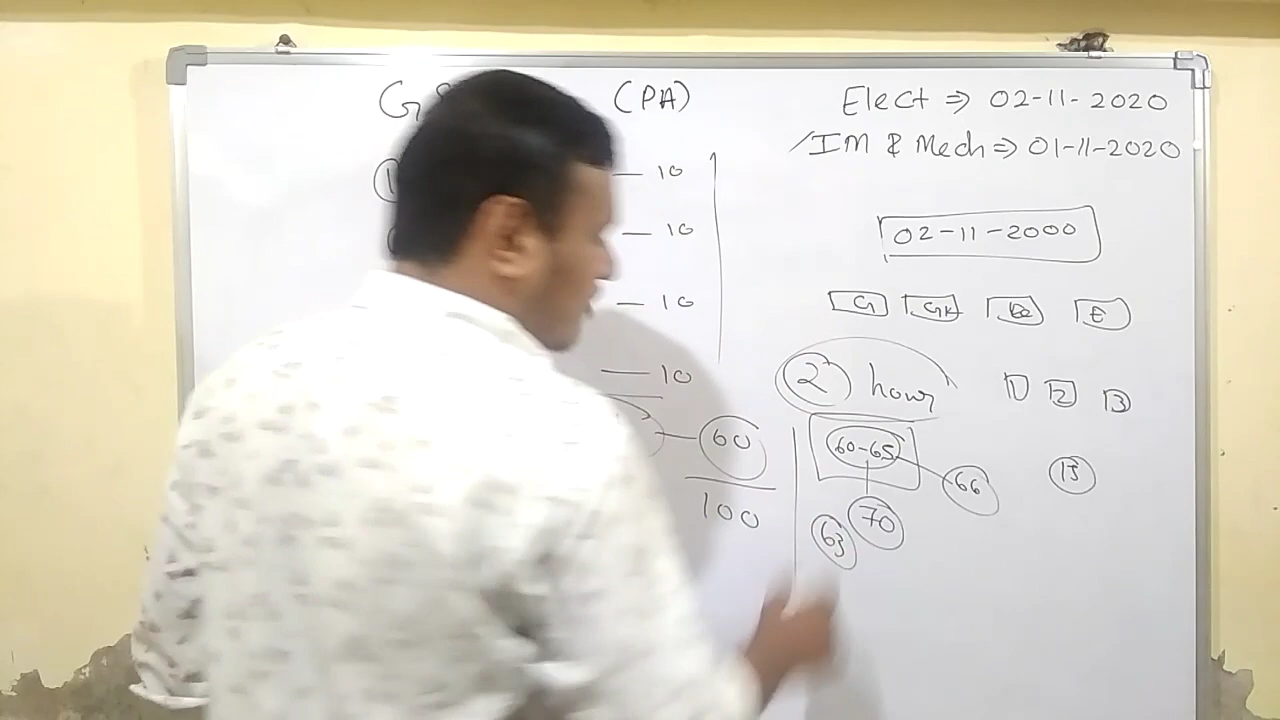 (PA)
Elect ⇒ 02-11-2020
/IM & Mech ⇒ 01-11-2020
— 10
— 10
02-11-2000
— 10
G GK E
— 10
2 hour
1 2 3
— 60
60-65
66
13
100
70
63